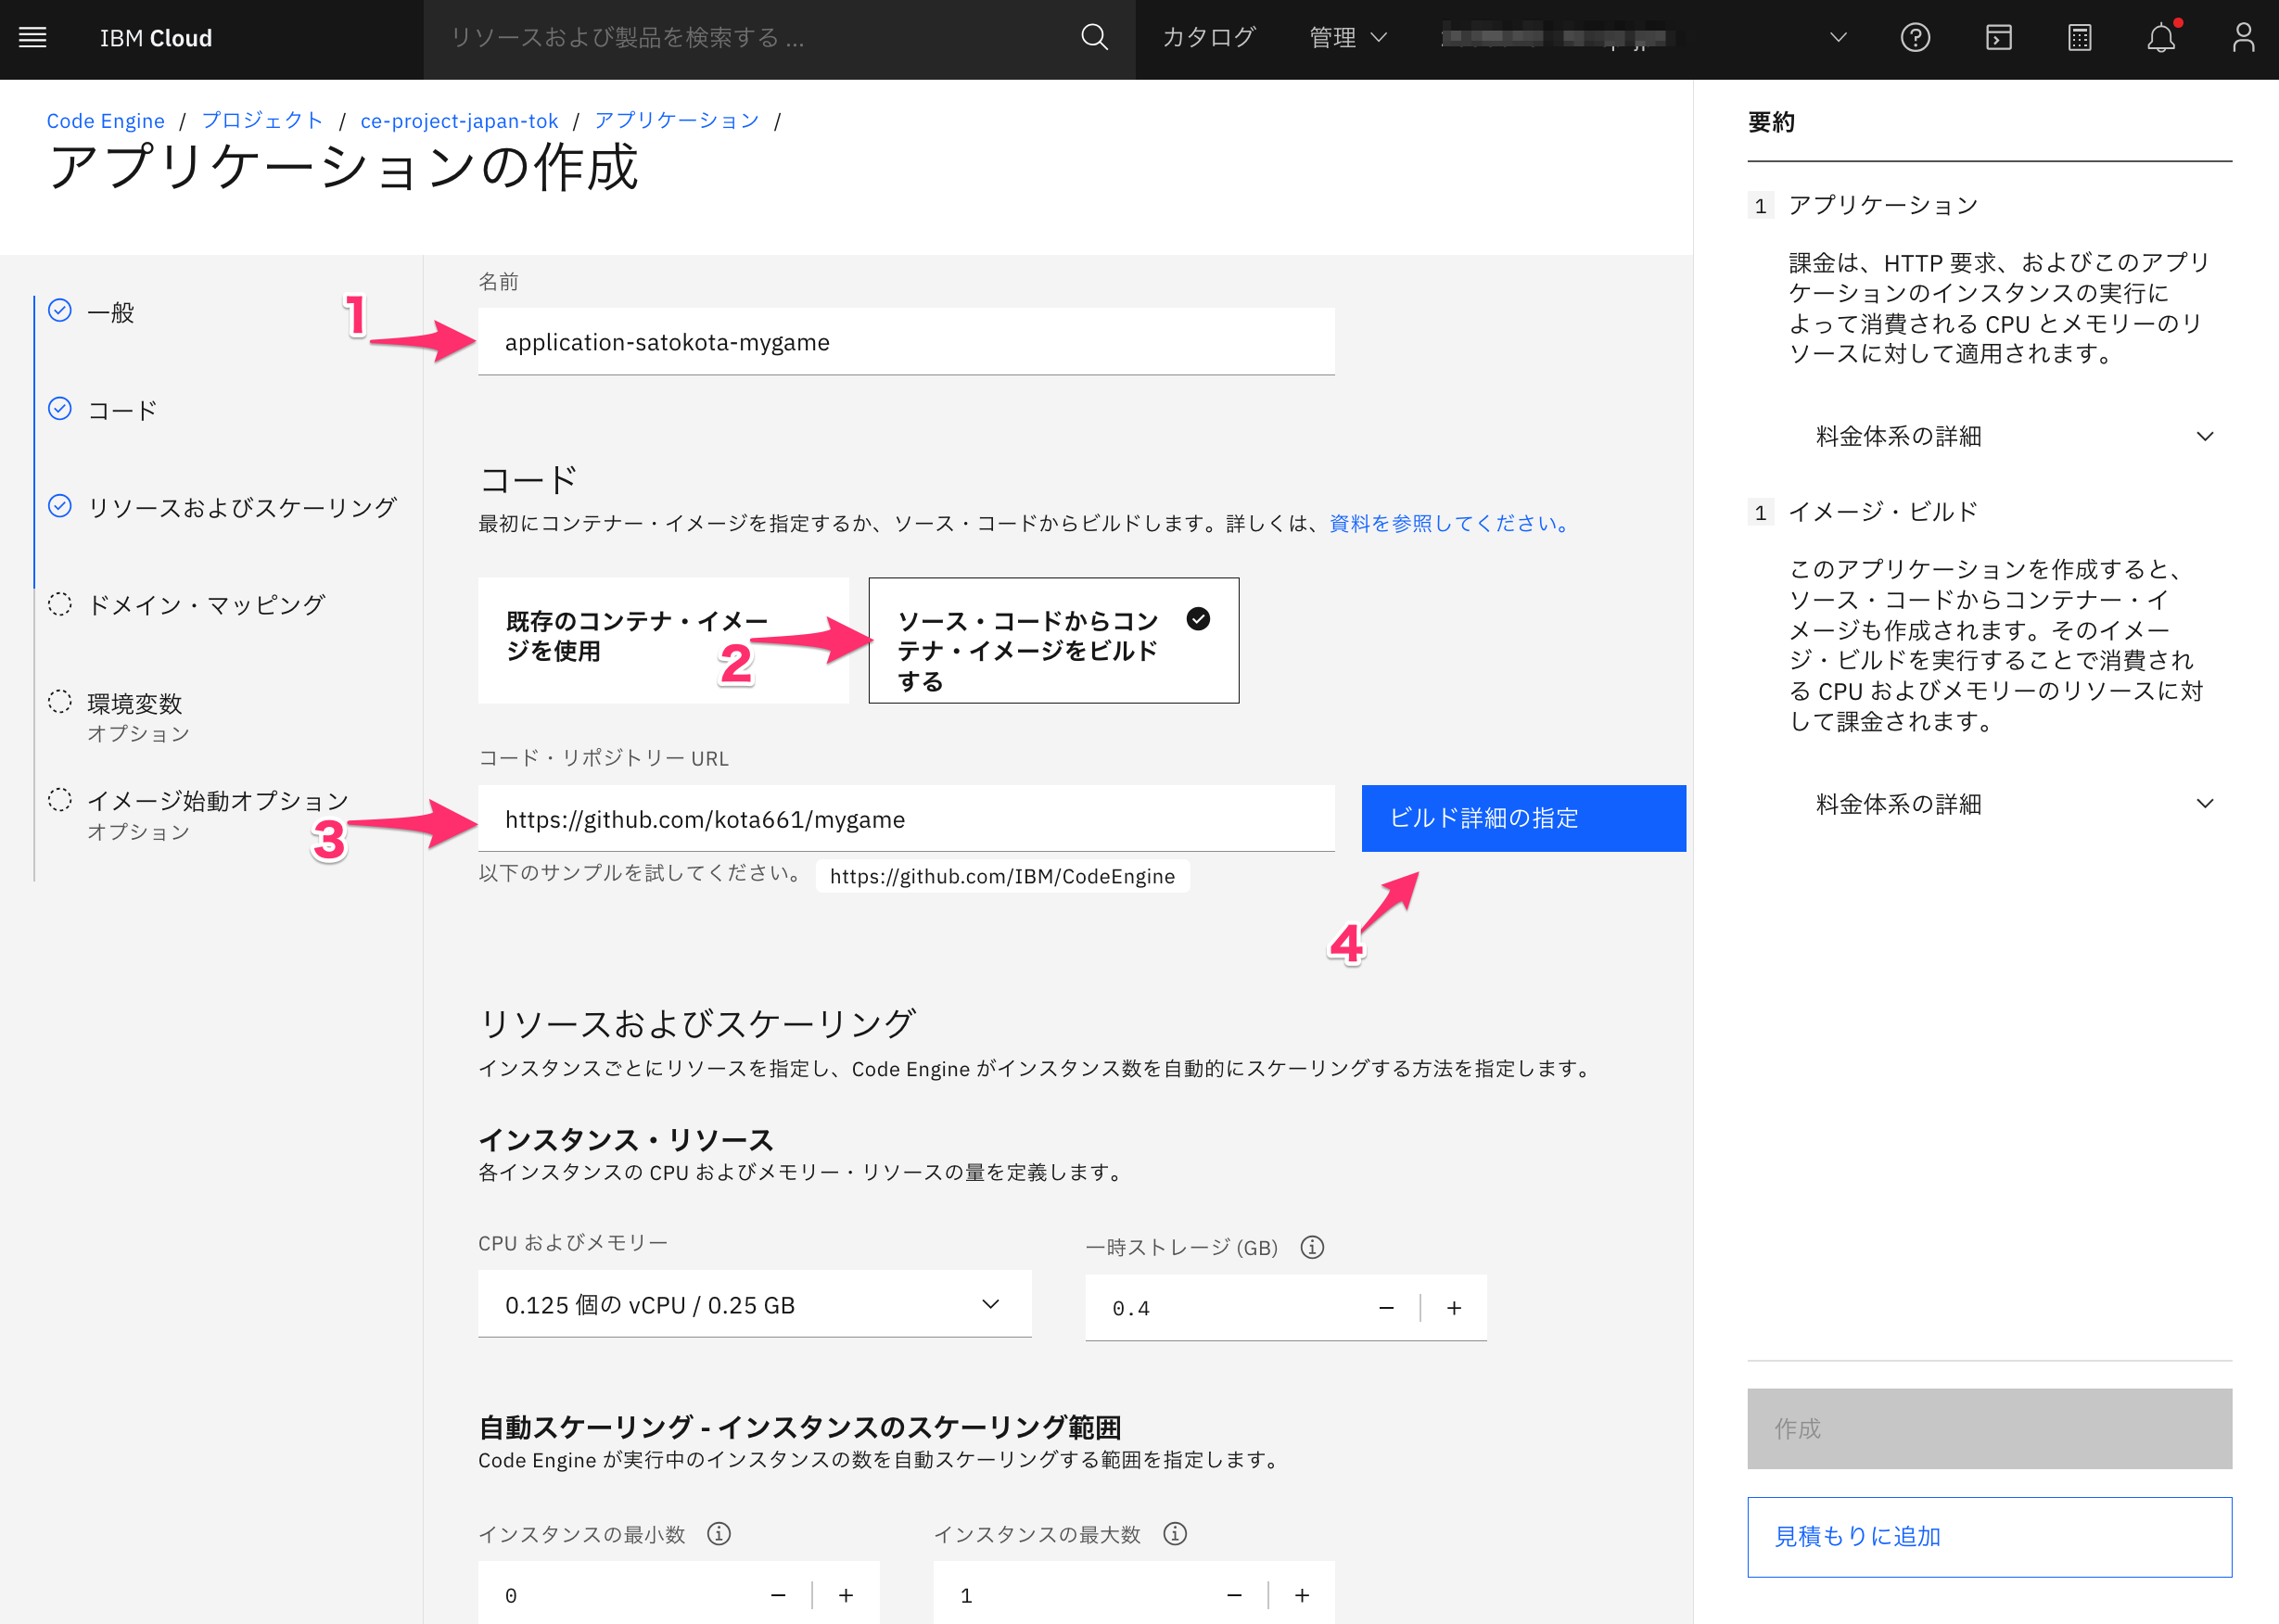 IBM Cloud
リソースおよび製品を検索する ...
カタログ
管理
Code Engine / プロジェクト / ce-project-japan-tok / アプリケーション /
アプリケーションの作成
一般
コード
リソースおよびスケーリング
ドメイン・マッピング
環境変数
オプション
イメージ始動オプション
オプション
名前
1
application-satokota-mygame
コード
最初にコンテナー・イメージを指定するか、ソース・コードからビルドします。詳しくは、資料を参照してください。
既存のコンテナ・イメー
ジを使用
2
ソース・コードからコン
テナ・イメージをビルド
する
コード・リポジトリー URL
3
https://github.com/kota661/mygame
ビルド詳細の指定
以下のサンプルを試してください。 https://github.com/IBM/CodeEngine
4
リソースおよびスケーリング
インスタンスごとにリソースを指定し、Code Engine がインスタンス数を自動的にスケーリングする方法を指定します。
インスタンス・リソース
各インスタンスの CPU およびメモリー・リソースの量を定義します。
CPU およびメモリー
0.125 個の vCPU / 0.25 GB
一時ストレージ (GB)
0.4
自動スケーリング - インスタンスのスケーリング範囲
Code Engine が実行中のインスタンスの数を自動スケーリングする範囲を指定します。
インスタンスの最小数
0
インスタンスの最大数
1
要約
1 アプリケーション
課金は、HTTP 要求、およびこのアプリ
ケーションのインスタンスの実行に
よって消費される CPU とメモリーのリ
ソースに対して適用されます。
料金体系の詳細
1 イメージ・ビルド
このアプリケーションを作成すると、
ソース・コードからコンテナー・イ
メージも作成されます。そのイメー
ジ・ビルドを実行することで消費され
る CPU およびメモリーのリソースに対
して課金されます。
料金体系の詳細
作成
見積もりに追加